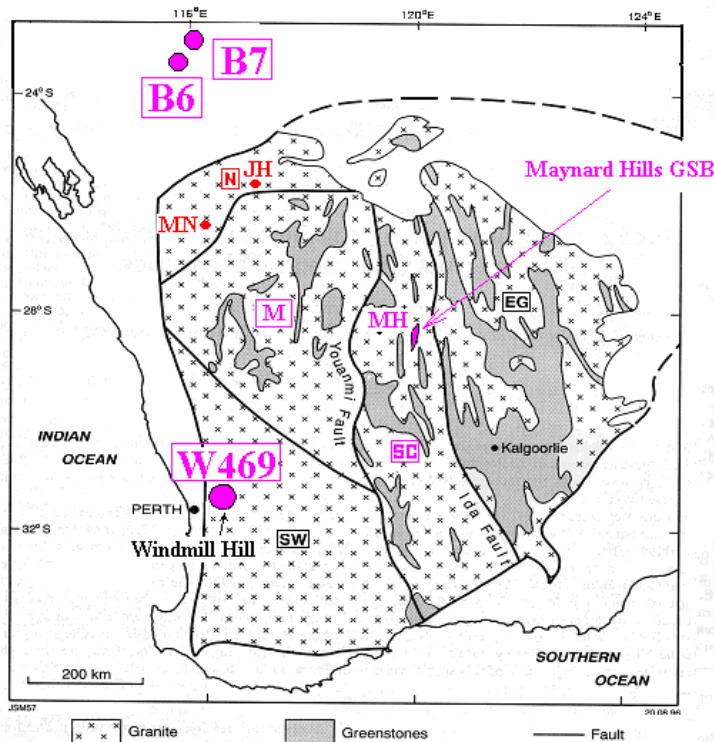 116°E
120°E
124°E
B7
B6
24°S
JH
N
Maynard Hills GSB
MN
28°S
M
MH
EG
Youanmi Fault
INDIAN
OCEAN
W469
SC
Kalgoorlie
PERTH
Ida Fault
32°S
Windmill Hill
SW
200 km
SOUTHERN
OCEAN
JSM57
20.08.96
Granite
Greenstones
Fault